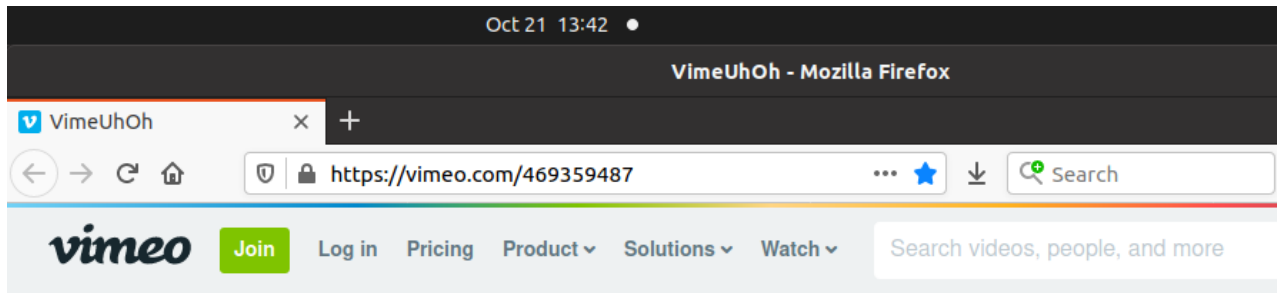 Oct 21 13:42
VimeUhOh - Mozilla Firefox
VimeUhOh
https://vimeo.com/469359487 Search
vimeo Join Log in Pricing Product Solutions Watch Search videos, people, and more